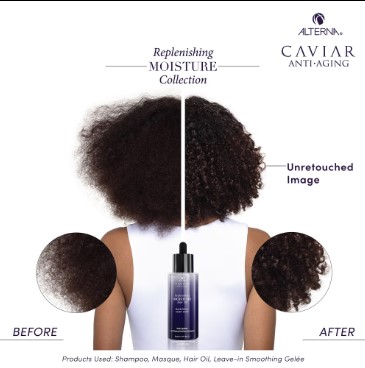 ALTERNA®
CAVIAR
ANTI·AGING
Replenishing
MOISTURE
Collection
Unretouched
Image
MOISTURE
BEFORE
AFTER
Products Used: Shampoo, Masque, Hair Oil, Leave-in Smoothing Gelée